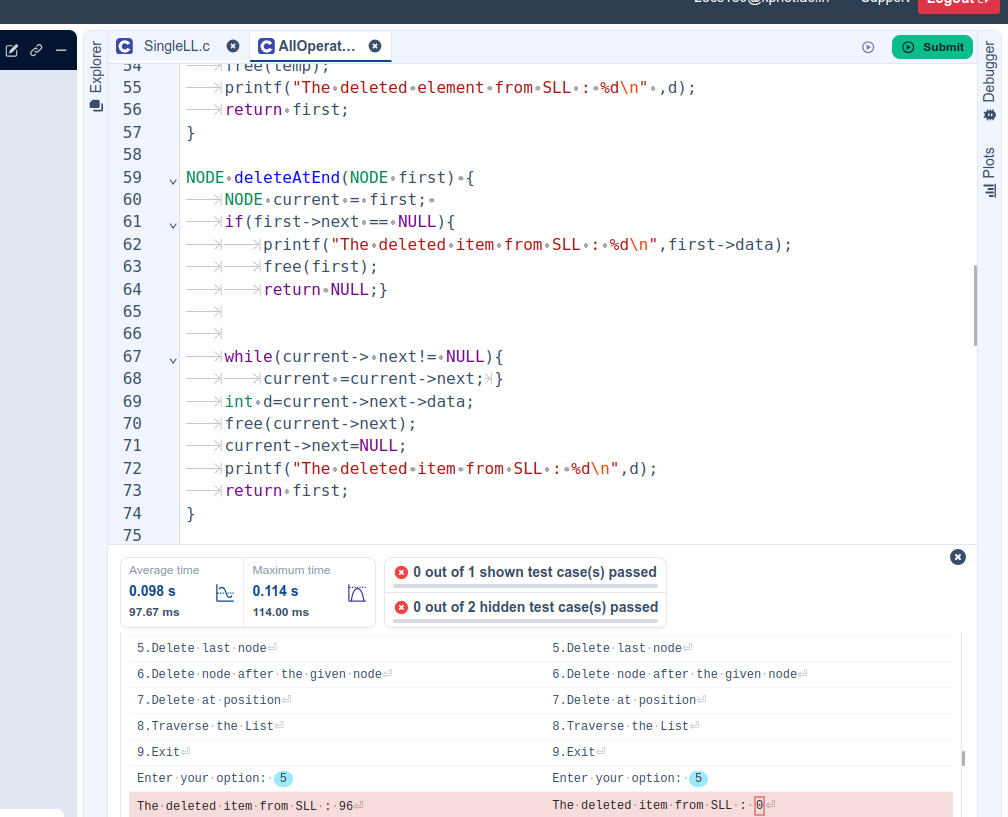 Support
Logout
Explorer
SingleLL.c
AllOperat...
Submit
Debugger
Plots
54 free(temp);
55 printf("The deleted element from SLL : %d\n" ,d);
56 return first;
57 }
58
59 NODE deleteAtEnd(NODE first) {
60 NODE current = first;
61 if(first->next == NULL){
62 printf("The deleted item from SLL : %d\n",first->data);
63 free(first);
64 return NULL;}
65
66
67 while(current-> next!= NULL){
68 current =current->next; }
69 int d=current->next->data;
70 free(current->next);
71 current->next=NULL;
72 printf("The deleted item from SLL : %d\n",d);
73 return first;
74 }
75
Average time
0.098 s
97.67 ms
Maximum time
0.114 s
114.00 ms
0 out of 1 shown test case(s) passed
0 out of 2 hidden test case(s) passed
5.Delete last node 5.Delete last node
6.Delete node after the given node 6.Delete node after the given node
7.Delete at position 7.Delete at position
8.Traverse the List 8.Traverse the List
9.Exit 9.Exit
Enter your option: 5 Enter your option: 5
The deleted item from SLL : 96 The deleted item from SLL : 0